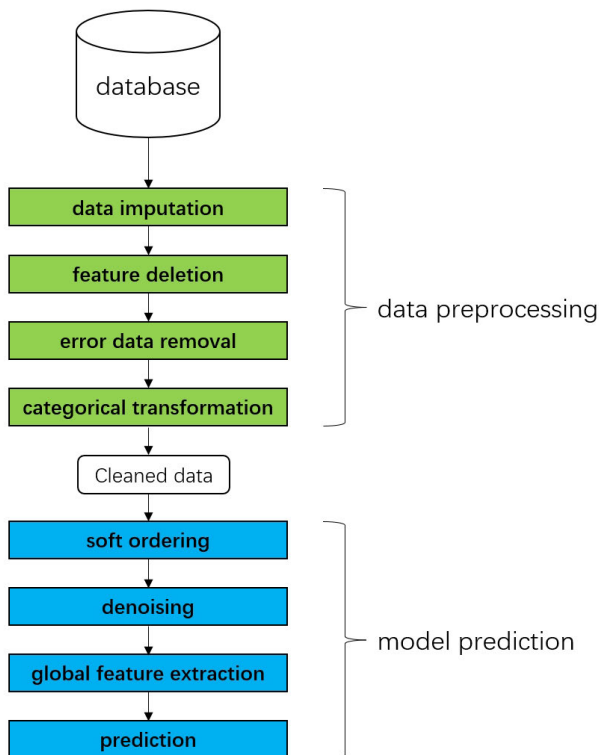 database
data imputation
feature deletion
error data removal
categorical transformation
data preprocessing
Cleaned data
soft ordering
denoising
global feature extraction
prediction
model prediction